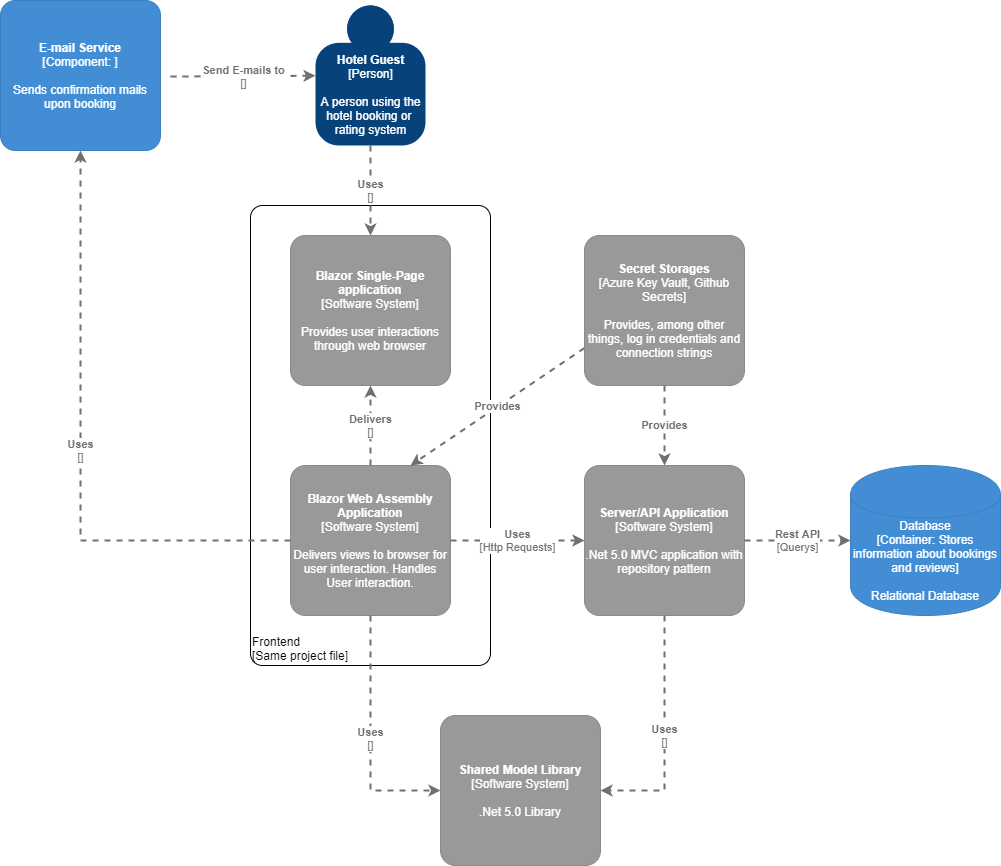 E-mail Service
[Component: ]
Sends confirmation mails
upon booking
Send E-mails to
[]
Hotel Guest
[Person]
A person using the
hotel booking or
rating system
Uses
[]
Blazor Single-Page
application
[Software System]
Provides user interactions
through web browser
Secret Storages
[Azure Key Vault, Github
Secrets]
Provides, among other
things, log in credentials and
connection strings
Provides
Delivers
[]
Provides
Uses
[]
Blazor Web Assembly
Application
[Software System]
Delivers views to browser for
user interaction. Handles
User interaction.
Uses
[Http Requests]
Server/API Application
[Software System]
.Net 5.0 MVC application with
repository pattern
Rest API
[Querys]
Database
[Container: Stores
information about bookings
and reviews]
Relational Database
Frontend
[Same project file]
Uses
[]
Uses
[]
Shared Model Library
[Software System]
.Net 5.0 Library